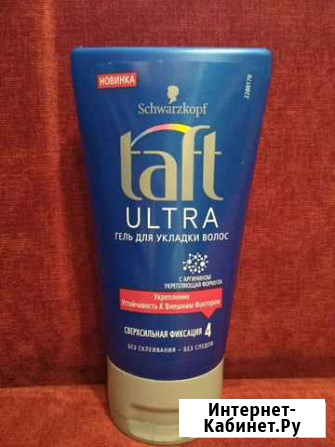 НОВИНКА
2280178
Schwarzkopf
taft
ULTRA
ГЕЛЬ ДЛЯ УКЛАДКИ ВОЛОС
С АРГИНИНОМ
УКРЕПЛЯЮЩАЯ ФОРМУЛА
Укрепление
Устойчивость К Внешним Факторам
СВЕРХСИЛЬНАЯ ФИКСАЦИЯ 4
БЕЗ СКЛЕИВАНИЯ – БЕЗ СЛЕДОВ
Интернет-
Кабинет.Ру